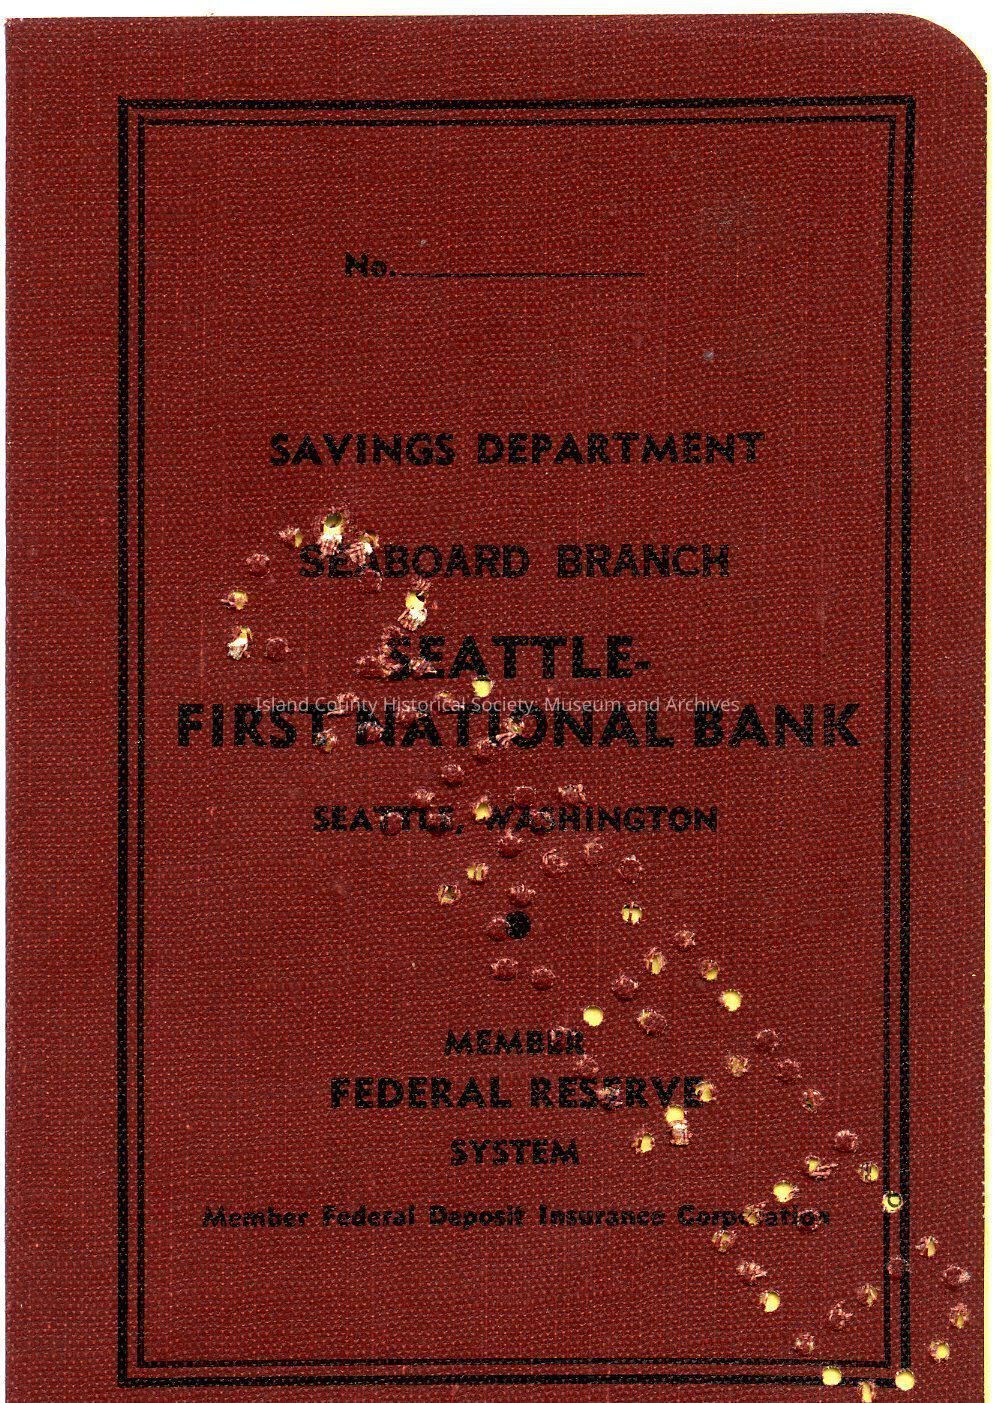 No.
SAVINGS DEPARTMENT
SEABOARD BRANCH
SEATTLE-
FIRST NATIONAL BANK
Island County Historical Society: Museum and Archives
SEATTLE, WASHINGTON
MEMBER
FEDERAL RESERVE
SYSTEM
Member Federal Deposit Insurance Corporation